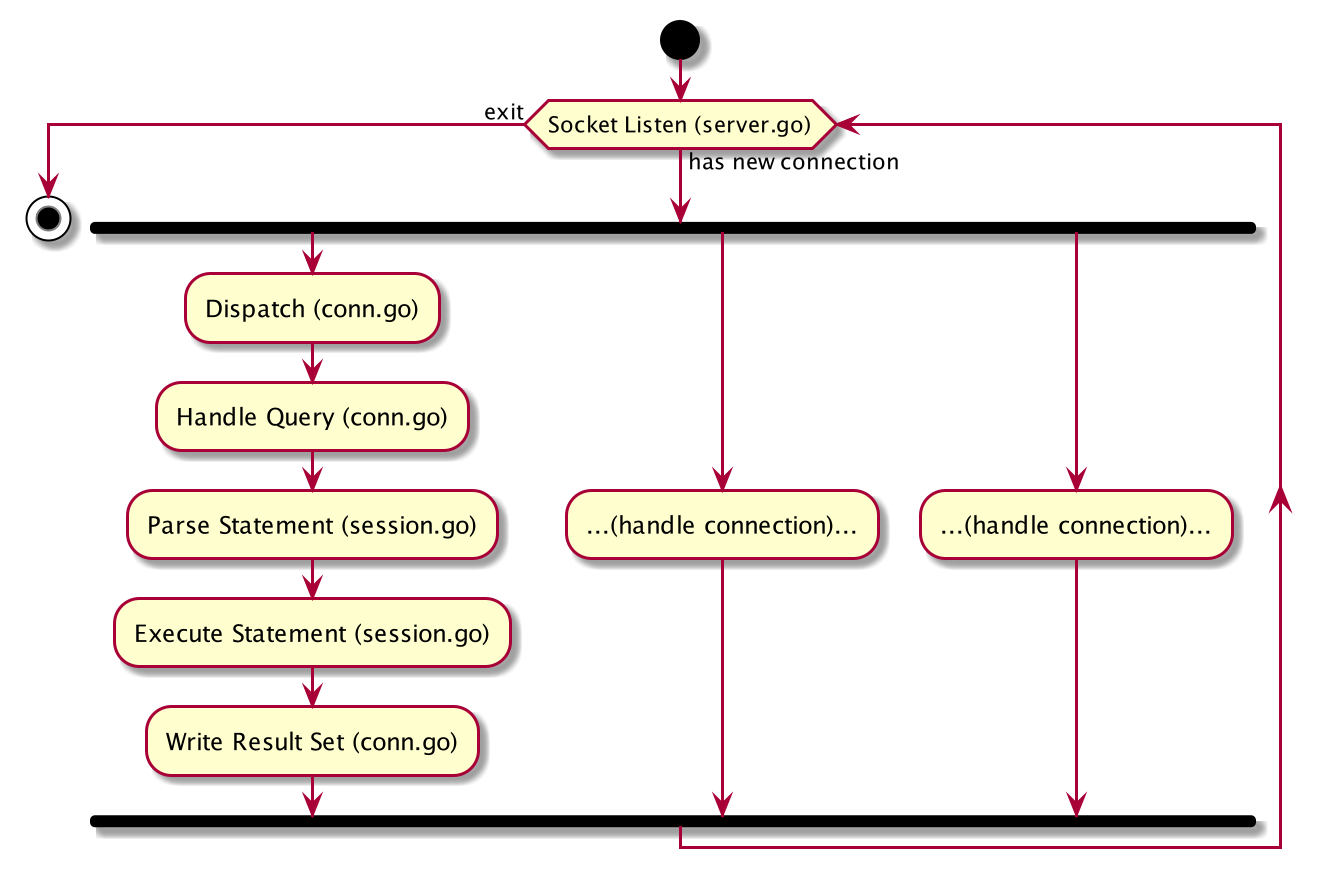 exit
Socket Listen (server.go)
has new connection
Dispatch (conn.go)
Handle Query (conn.go)
Parse Statement (session.go)
...(handle connection)...
...(handle connection)...
Execute Statement (session.go)
Write Result Set (conn.go)